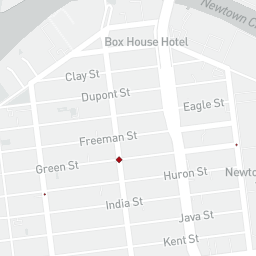 Newtown C
Box House Hotel
Clay St
Dupont St
Eagle St
Freeman St
Green St
Huron St
Newtow
India St
Java St
Kent St